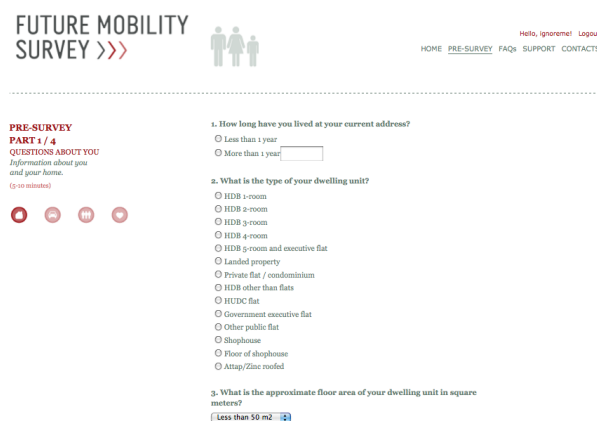 FUTURE MOBILITY
SURVEY >>>
Hello, ignoreme! Logou
HOME PRE-SURVEY FAQs SUPPORT CONTACTS
PRE-SURVEY
PART 1 / 4
QUESTIONS ABOUT YOU
Information about you
and your home.
(5-10 minutes)
1. How long have you lived at your current address?
Less than 1 year
More than 1 year
2. What is the type of your dwelling unit?
HDB 1-room
HDB 2-room
HDB 3-room
HDB 4-room
HDB 5-room and executive flat
Landed property
Private flat / condominium
HDB other than flats
HUDC flat
Government executive flat
Other public flat
Shophouse
Floor of shophouse
Attap/Zinc roofed
3. What is the approximate floor area of your dwelling unit in square
meters?
Less than 50 m2